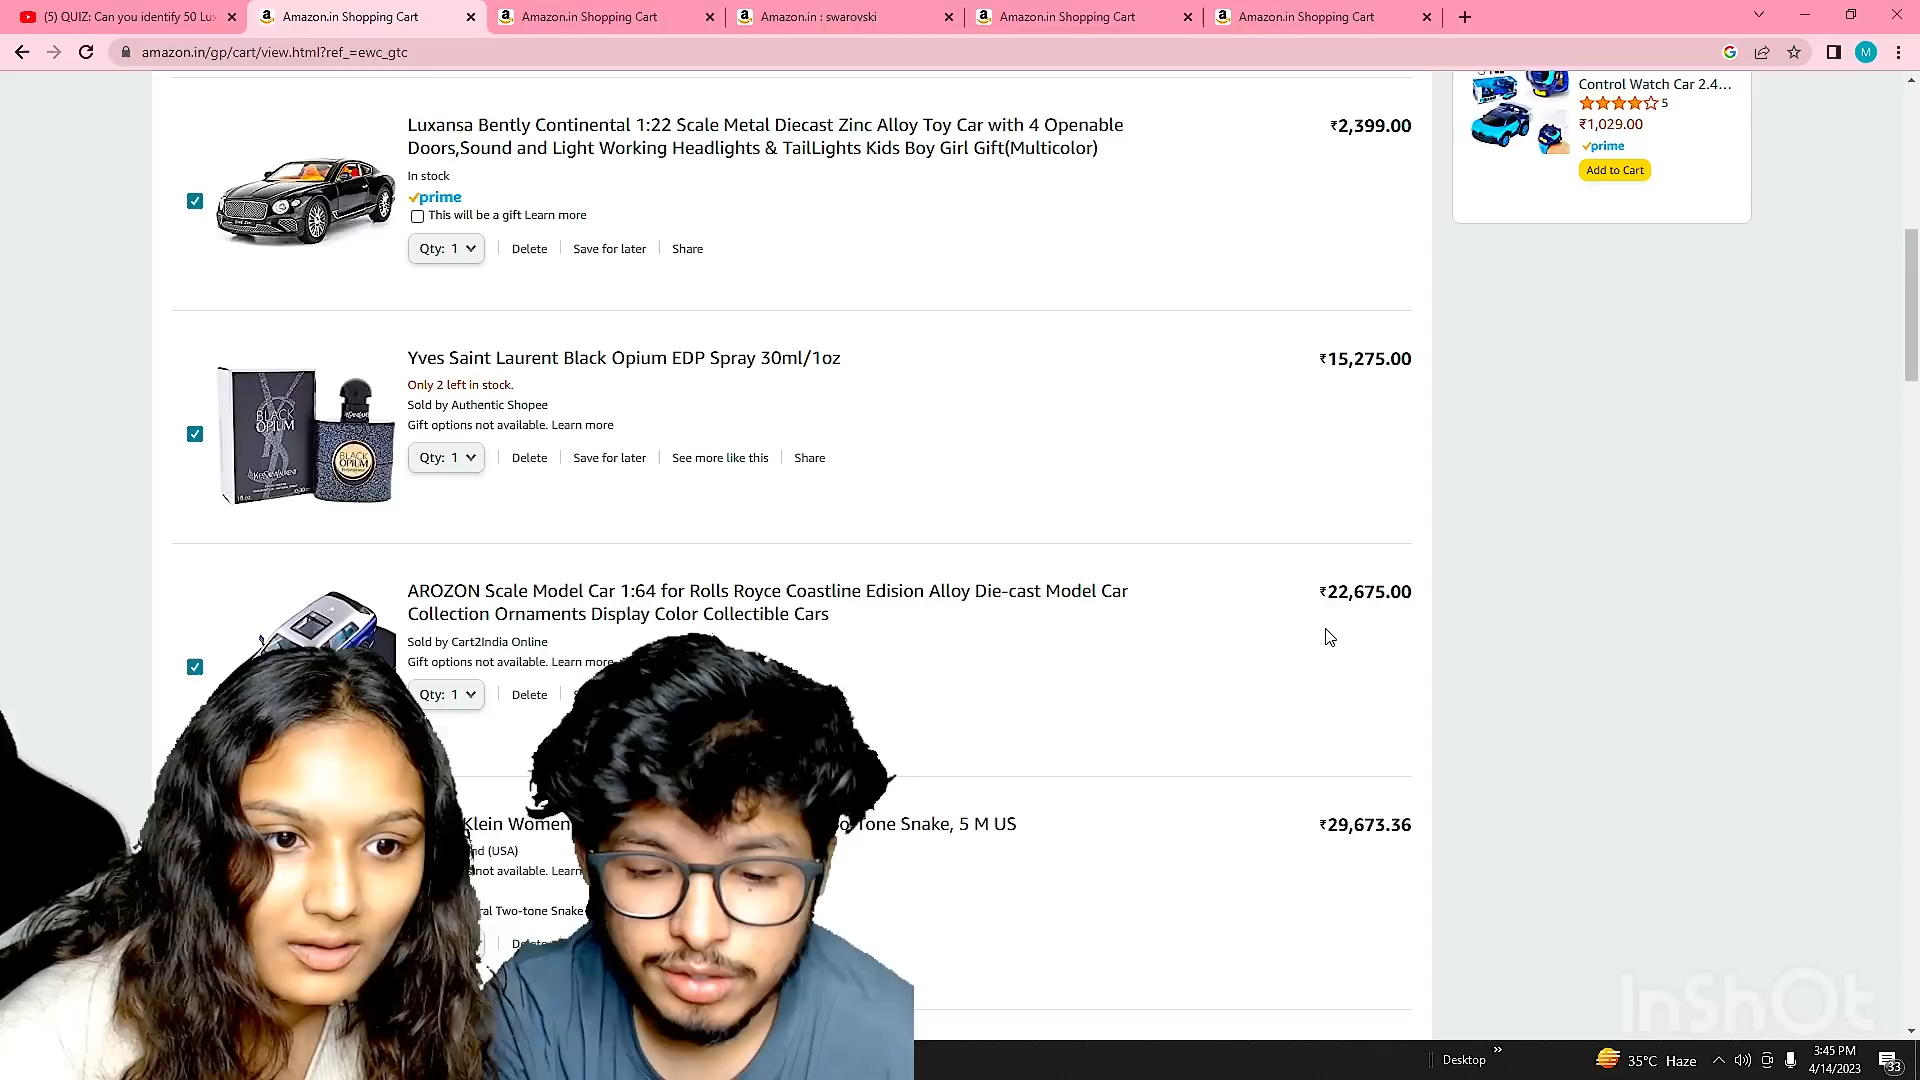 (5) QUIZ: Can you identify 50 Lu
Amazon.in Shopping Cart
Amazon.in Shopping Cart
Amazon.in : swarovski
Amazon.in Shopping Cart
Amazon.in Shopping Cart
amazon.in/gp/cart/view.html?ref_=ewc_gtc
M
Control Watch Car 2.4...
5
₹1,029.00
prime
Add to Cart
Luxansa Bently Continental 1:22 Scale Metal Diecast Zinc Alloy Toy Car with 4 Openable
Doors,Sound and Light Working Headlights & TailLights Kids Boy Girl Gift(Multicolor)
₹2,399.00
In stock
prime
This will be a gift Learn more
Qty: 1 Delete Save for later Share
Yves Saint Laurent Black Opium EDP Spray 30ml/1oz
₹15,275.00
Only 2 left in stock.
Sold by Authentic Shopee
Gift options not available. Learn more
Qty: 1 Delete Save for later See more like this Share
BLACK
OPIUM
BLACK
OPIUM
AROZON Scale Model Car 1:64 for Rolls Royce Coastline Edision Alloy Die-cast Model Car
Collection Ornaments Display Color Collectible Cars
₹22,675.00
Sold by Cart2India Online
Gift options not available. Learn more
Qty: 1 Delete
Klein Women Tone Snake, 5 M US
₹29,673.36
(USA)
not available. Learn
Two-tone Snake
InShOt
Desktop
35°C Haze
3:45 PM
4/14/2023
33